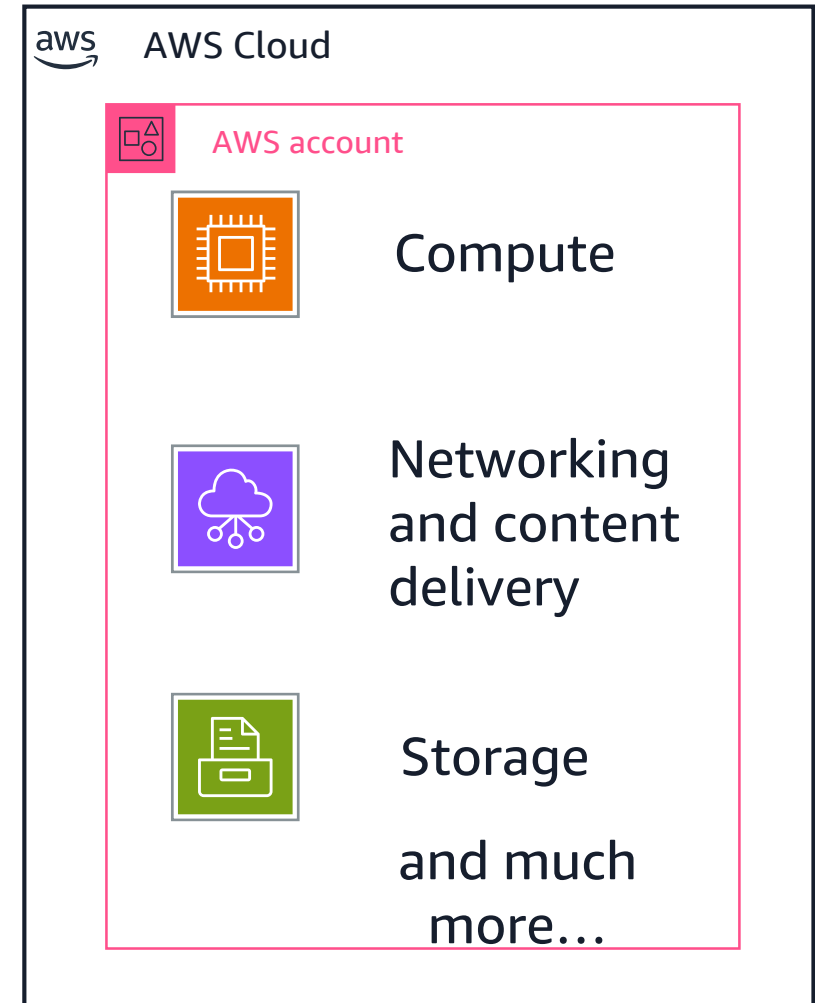 aws
AWS Cloud
AWS account
Compute
Networking
and content
delivery
Storage
and much
more...